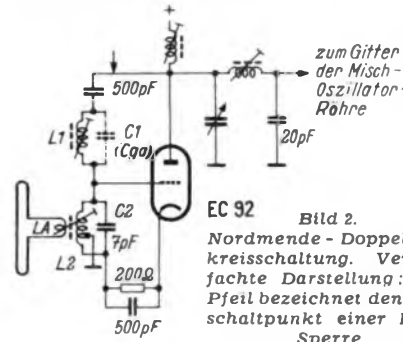 +
500pF
L1
C1
(Cga)
zum Gitter
der Misch-
Oszillator-
Röhre
20pF
EC 92
LA
L2
C2
7pF
200Ω
500pF
Bild 2.
Nordmende-Doppel
kreisschaltung. Ve
fachte Darstellung:
Pfeil bezeichnet den
schaltpunkt einer
Sperre